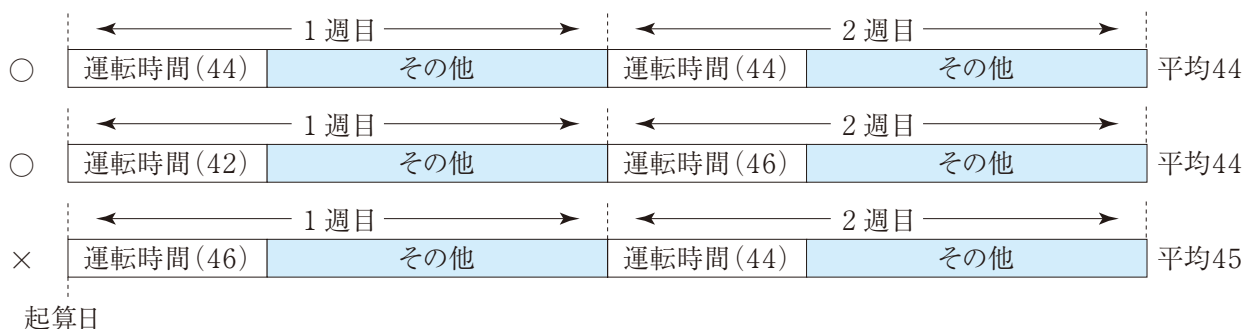 1週目 2週目
○ 運転時間(44) その他 運転時間(44) その他 平均44
1週目 2週目
○ 運転時間(42) その他 運転時間(46) その他 平均44
1週目 2週目
× 運転時間(46) その他 運転時間(44) その他 平均45
起算日